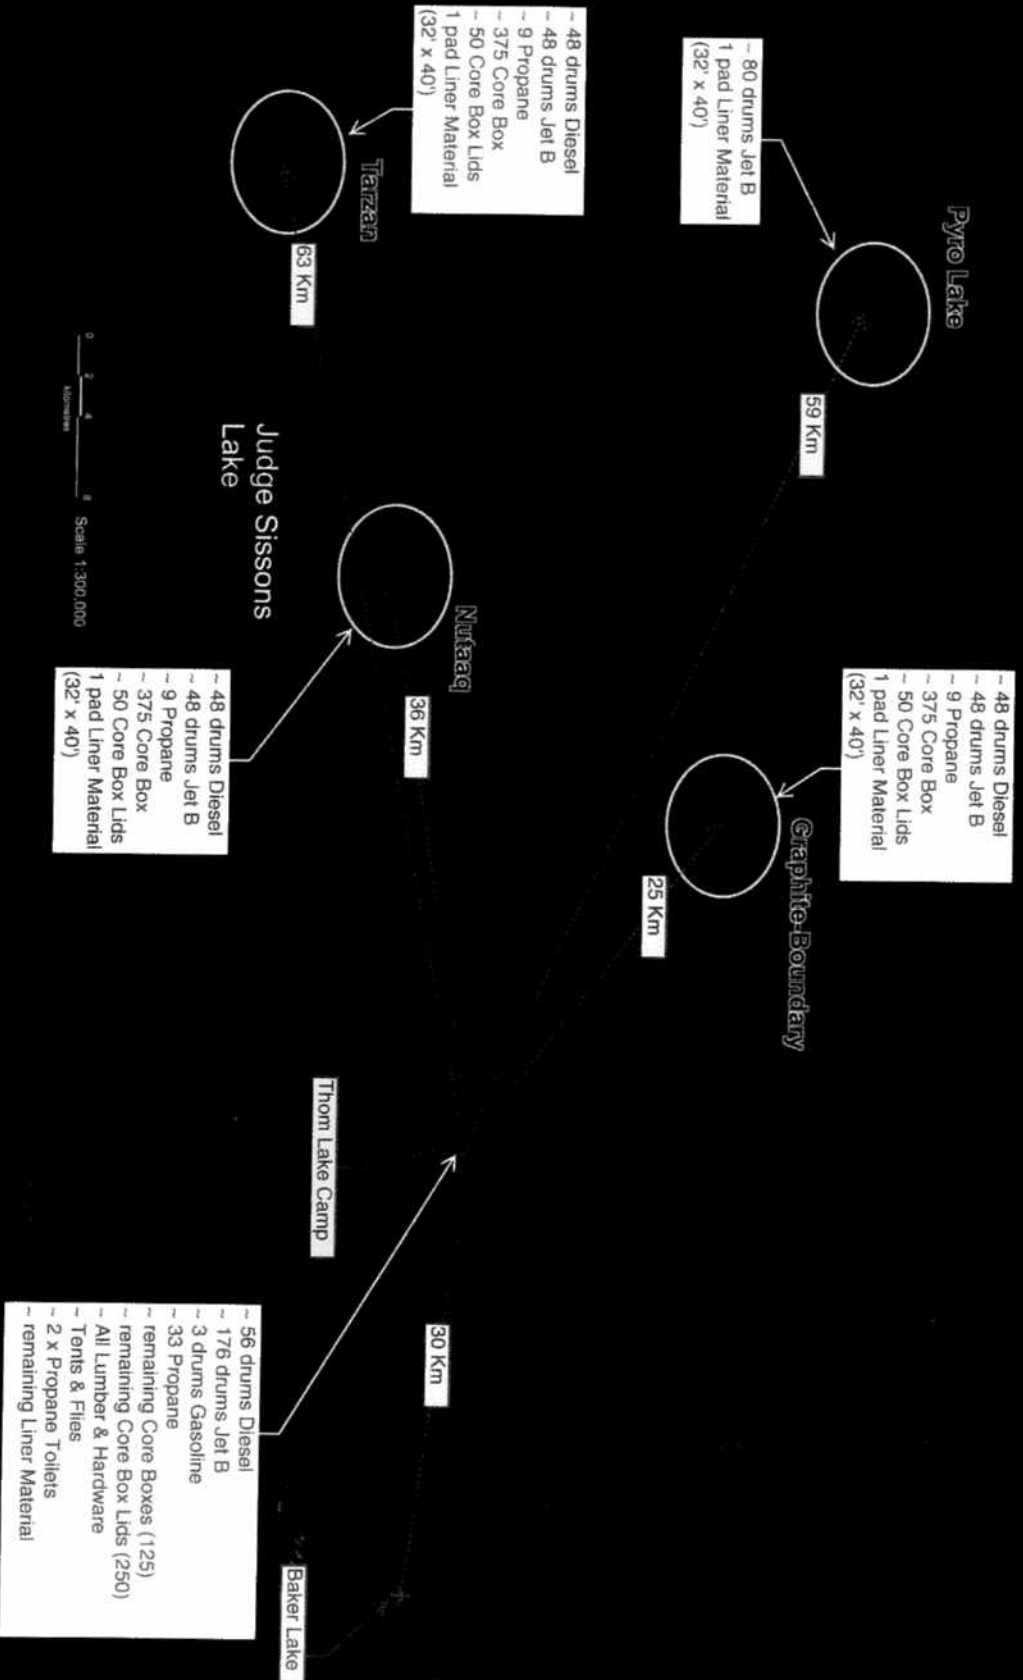 Pyro Lake
~ 80 drums Jet B
1 pad Liner Material
(32' x 40')
59 Km
~ 48 drums Diesel
~ 48 drums Jet B
~ 9 Propane
~ 375 Core Box
~ 50 Core Box Lids
1 pad Liner Material
(32' x 40')
Graphite-Boundary
25 Km
~ 48 drums Diesel
~ 48 drums Jet B
~ 9 Propane
~ 375 Core Box
~ 50 Core Box Lids
1 pad Liner Material
(32' x 40')
Tarzan
63 Km
Nutaaq
36 Km
Judge Sissons
Lake
~ 48 drums Diesel
~ 48 drums Jet B
~ 9 Propane
~ 375 Core Box
~ 50 Core Box Lids
1 pad Liner Material
(32' x 40')
Thom Lake Camp
30 Km
Baker Lake
~ 56 drums Diesel
~ 176 drums Jet B
~ 3 drums Gasoline
~ 33 Propane
~ remaining Core Boxes (125)
~ remaining Core Box Lids (250)
~ All Lumber & Hardware
~ Tents & Flies
~ 2 x Propane Toilets
~ remaining Liner Material
0 2 4 8
kilometres
Scale 1:300,000